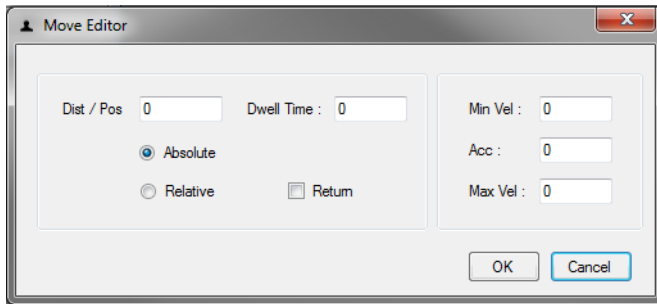 Move Editor
Dist / Pos 0 Dwell Time : 0 Min Vel : 0
Absolute Acc : 0
Relative Return Max Vel : 0
OK Cancel